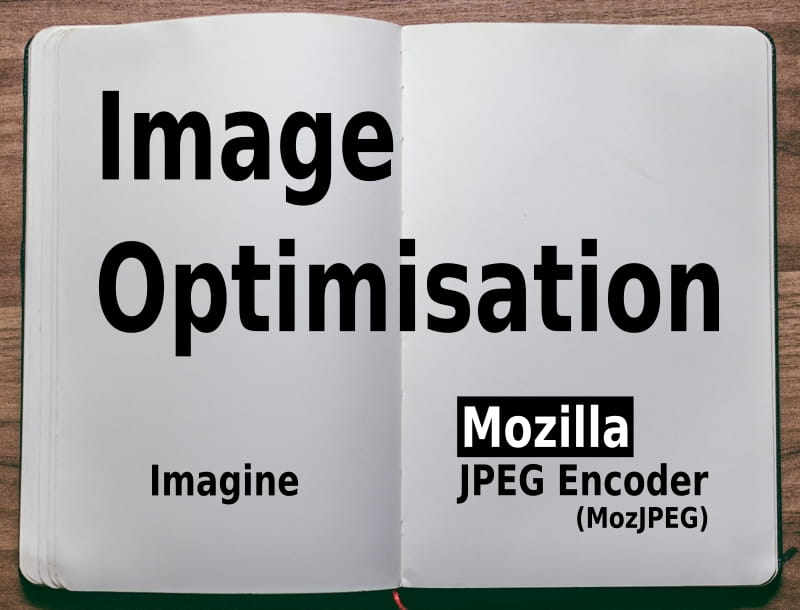 Image
Optimisation
Imagine
Mozilla
JPEG Encoder
(MozJPEG)